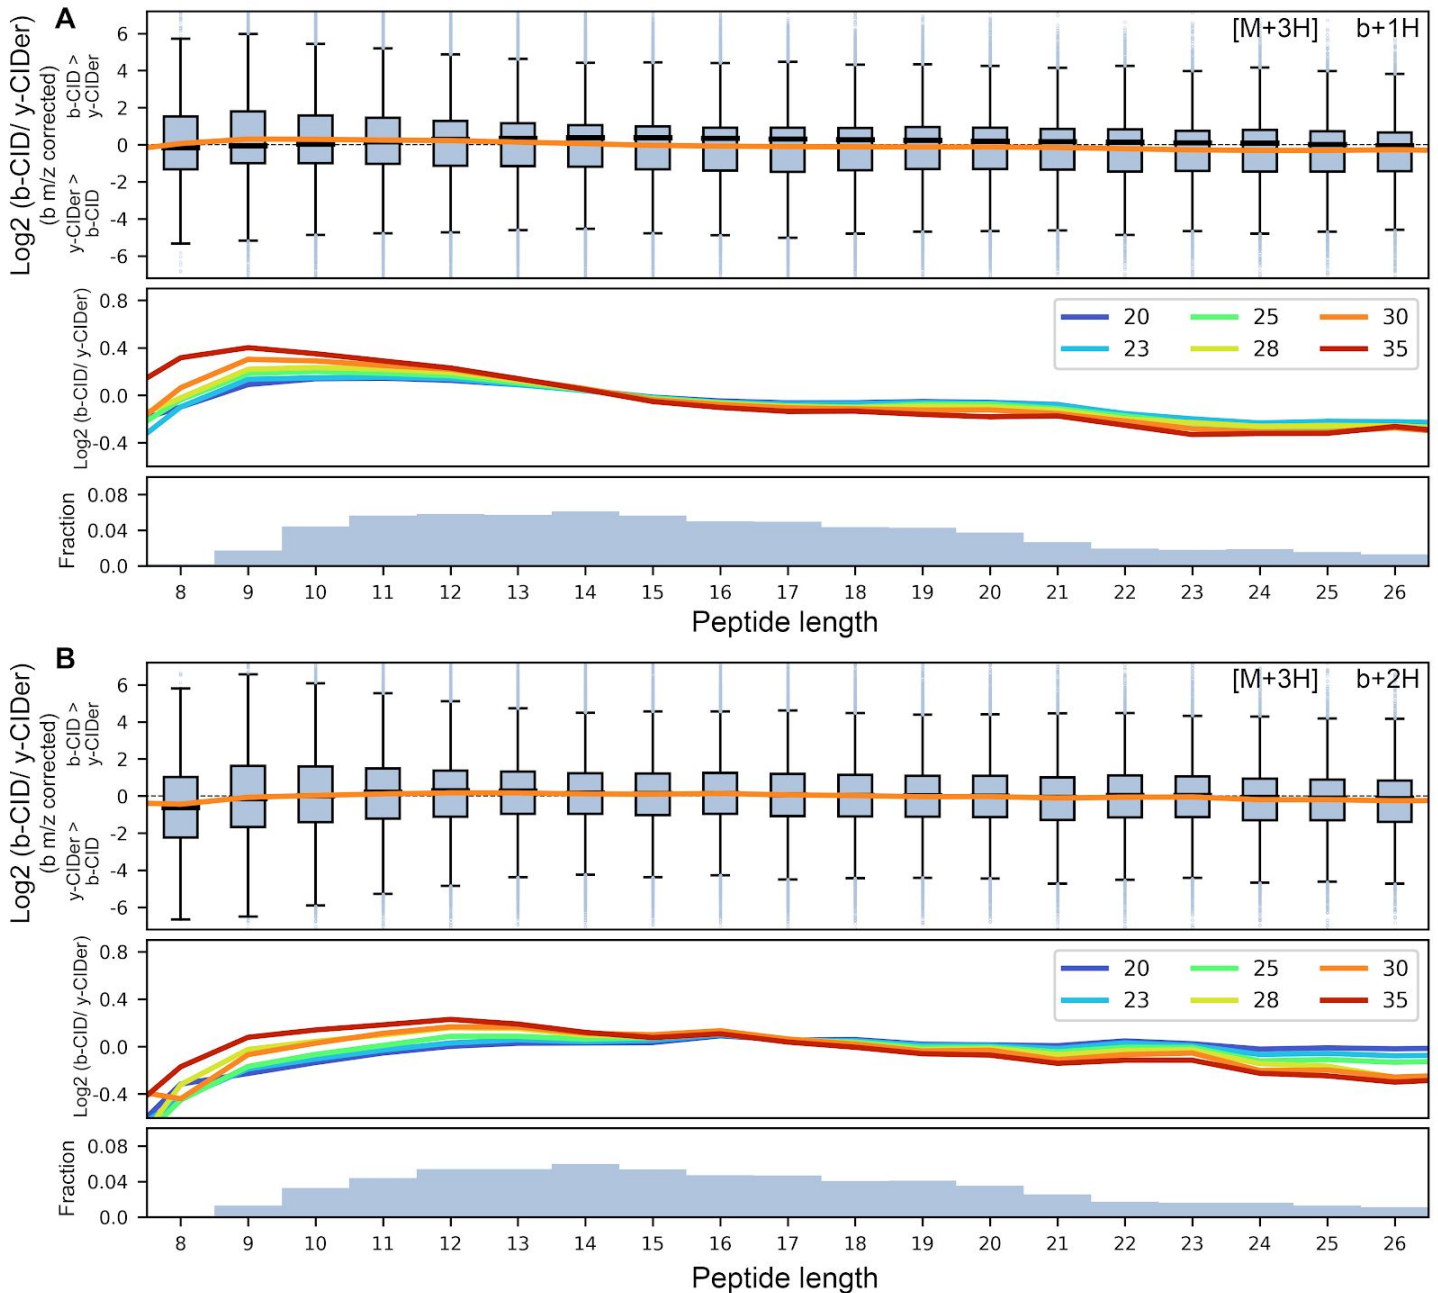 A
[M+3H] b+1H
Log2 (b-CID/ y-CIDer)
(b m/z corrected)
b-CID >
y-CIDer
y-CIDer >
b-CID
6
4
2
0
-2
-4
-6
Log2 (b-CID/ y-CIDer)
0.8
0.4
0.0
-0.4
20 25 30
23 28 35
Fraction
0.08
0.04
0.0
8 9 10 11 12 13 14 15 16 17 18 19 20 21 22 23 24 25 26
Peptide length
B
[M+3H] b+2H
Log2 (b-CID/ y-CIDer)
(b m/z corrected)
b-CID >
y-CIDer
y-CIDer >
b-CID
6
4
2
0
-2
-4
-6
Log2 (b-CID/ y-CIDer)
0.8
0.4
0.0
-0.4
20 25 30
23 28 35
Fraction
0.08
0.04
0.0
8 9 10 11 12 13 14 15 16 17 18 19 20 21 22 23 24 25 26
Peptide length